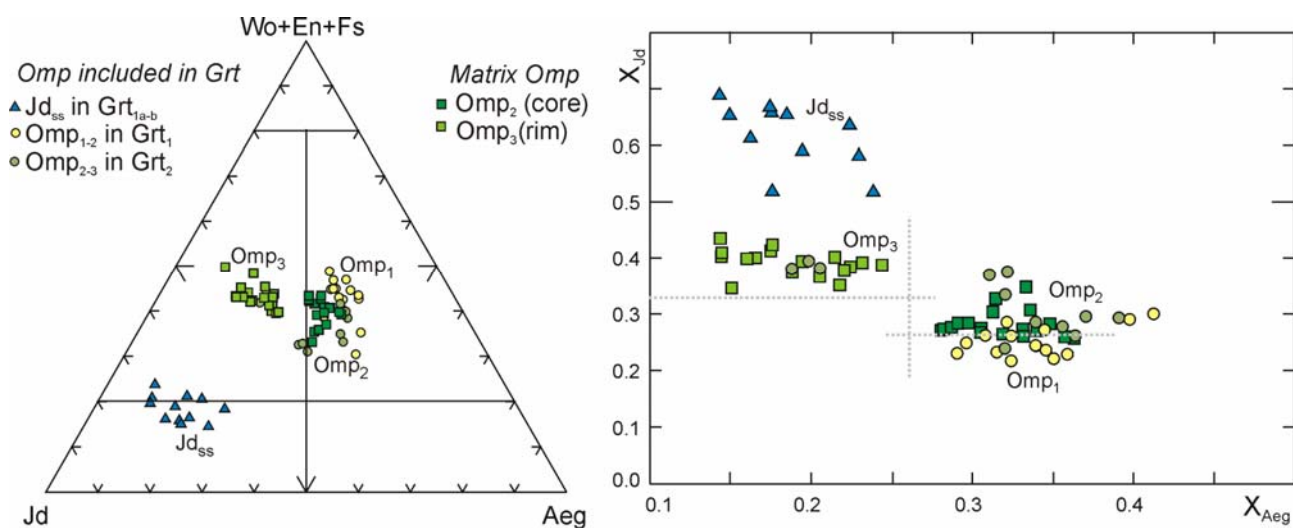 Wo+En+Fs
Omp included in Grt
Jdss in Grt1a-b
Omp1-2 in Grt1
Omp2-3 in Grt2
Matrix Omp
Omp2 (core)
Omp3(rim)
Omp3
Omp1
Omp2
Jdss
Jd
Aeg
XJd
0.6
0.5
0.4
0.3
0.2
0.1
0.0
Jdss
Omp3
Omp2
Omp1
0.1
0.2
0.3
0.4
XAeg